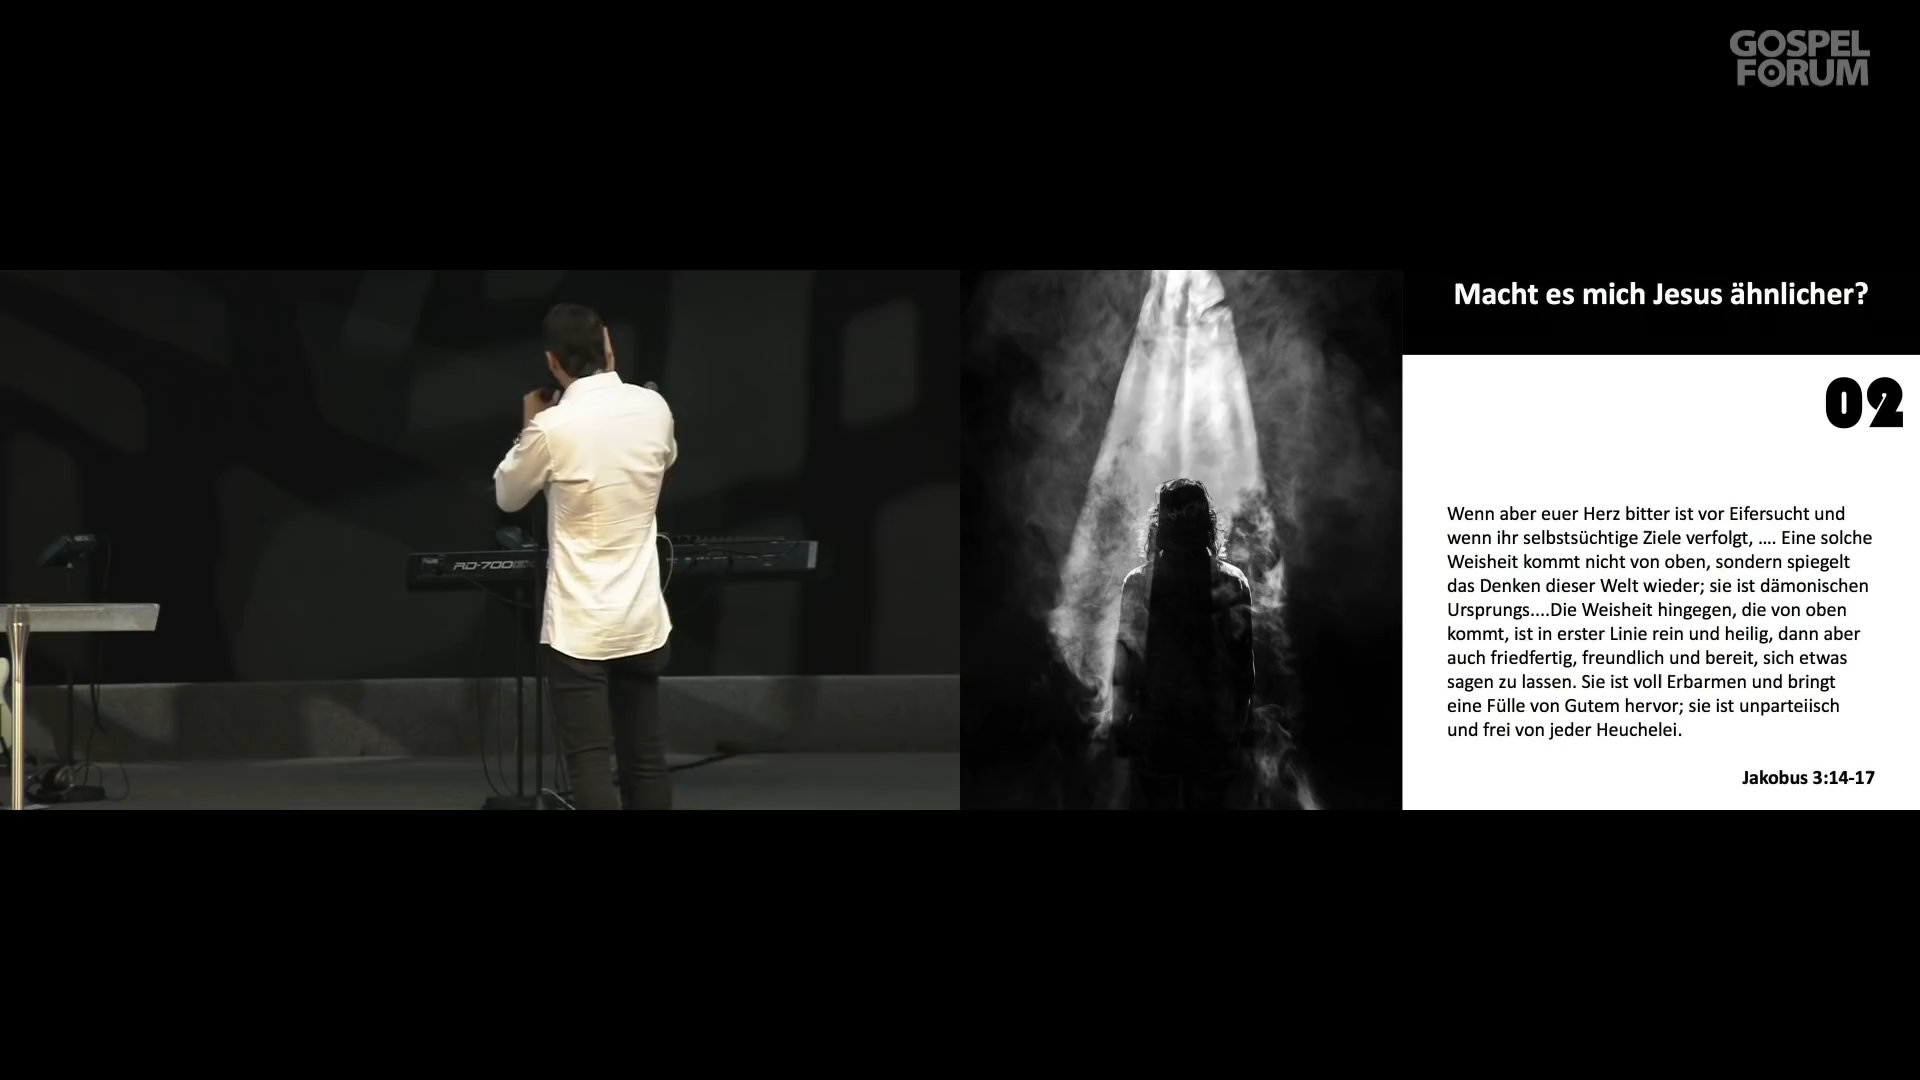 GOSPEL
FORUM
Macht es mich Jesus ähnlicher?
02
Wenn aber euer Herz bitter ist vor Eifersucht und
wenn ihr selbstsüchtige Ziele verfolgt, .... Eine solche
Weisheit kommt nicht von oben, sondern spiegelt
das Denken dieser Welt wieder; sie ist dämonischen
Ursprungs....Die Weisheit hingegen, die von oben
kommt, ist in erster Linie rein und heilig, dann aber
auch friedfertig, freundlich und bereit, sich etwas
sagen zu lassen. Sie ist voll Erbarmen und bringt
eine Fülle von Gutem hervor; sie ist unparteiisch
und frei von jeder Heuchelei.
Jakobus 3:14-17
RD-700